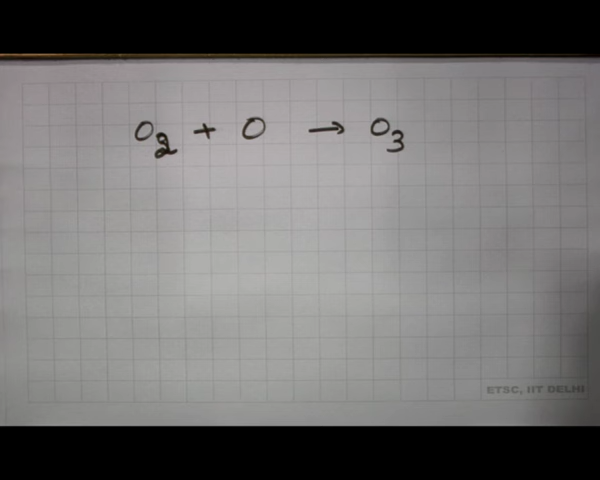 O₂ + O → O₃
ETSC, IIT DELHI